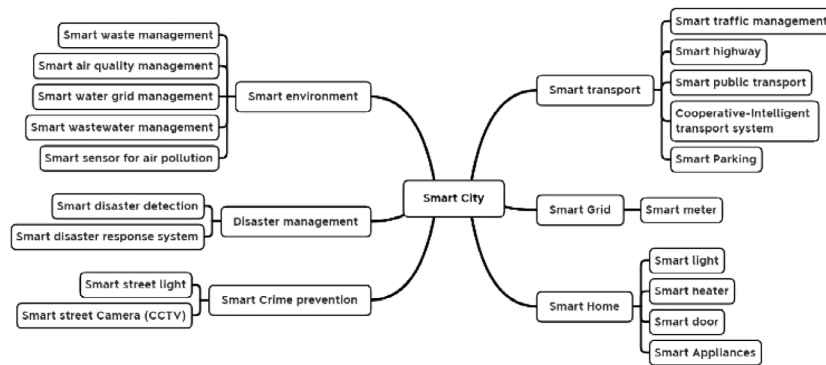 Smart waste management
Smart air quality management
Smart water grid management
Smart wastewater management
Smart sensor for air pollution
Smart environment
Smart disaster detection
Smart disaster response system
Disaster management
Smart street light
Smart street Camera (CCTV)
Smart Crime prevention
Smart City
Smart transport
Smart traffic management
Smart highway
Smart public transport
Cooperative-Intelligent
transport system
Smart Parking
Smart Grid
Smart meter
Smart Home
Smart light
Smart heater
Smart door
Smart Appliances